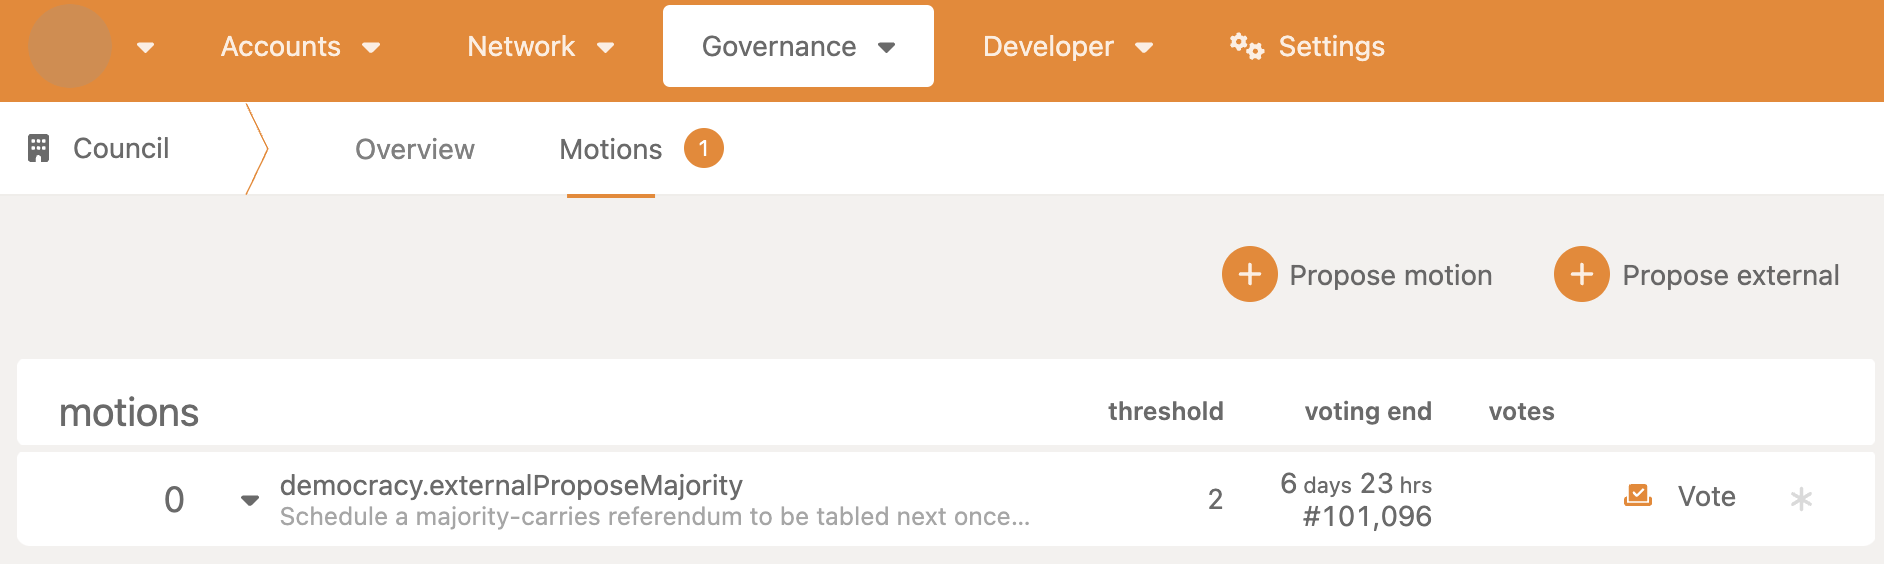 Accounts Network Governance Developer Settings
Council Overview Motions 1
Propose motion Propose external
motions threshold voting end votes
0 democracy.externalProposeMajority 2 6 days 23 hrs Vote
Schedule a majority-carries referendum to be tabled next once... #101,096